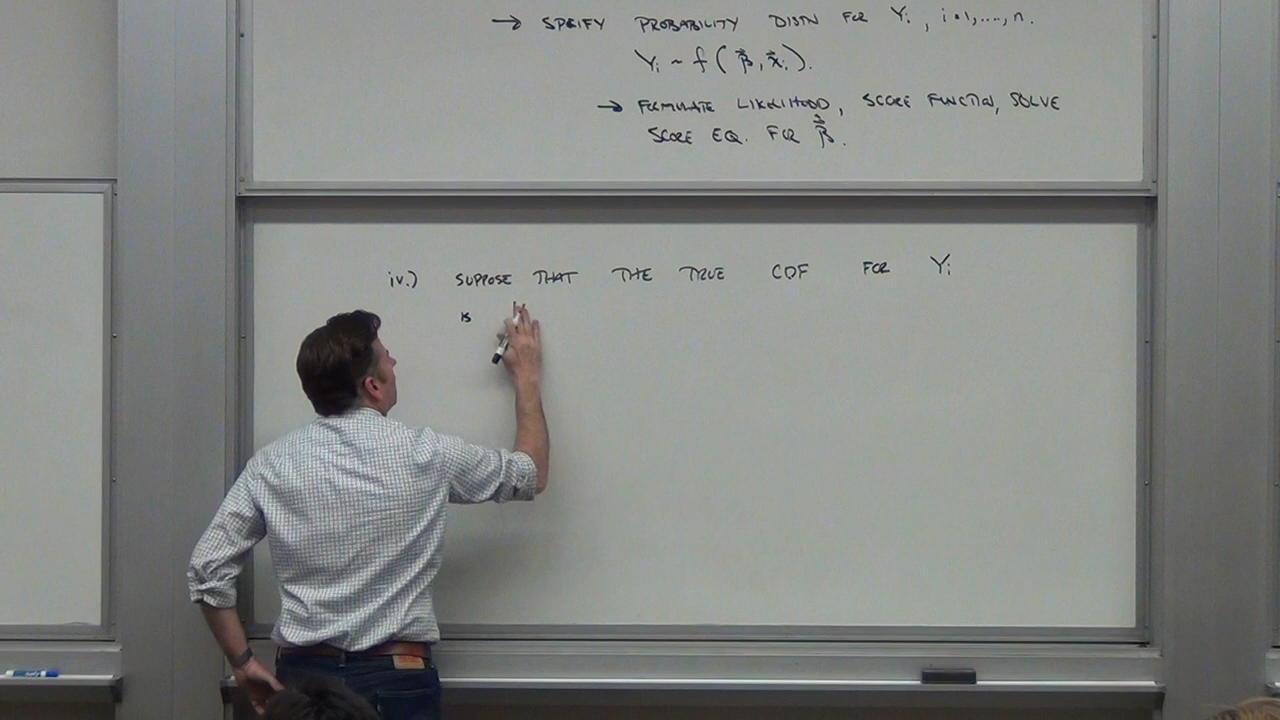 → SPECIFY PROBABILITY DISTN FOR Yi , i=1,...,n.
Yi ~ f(β⃗, x⃗i).
→ FORMULATE LIKELIHOOD, SCORE FUNCTION, SOLVE
SCORE EQ. FOR β⃗.
iv.) SUPPOSE THAT THE TRUE CDF FOR Yi
IS